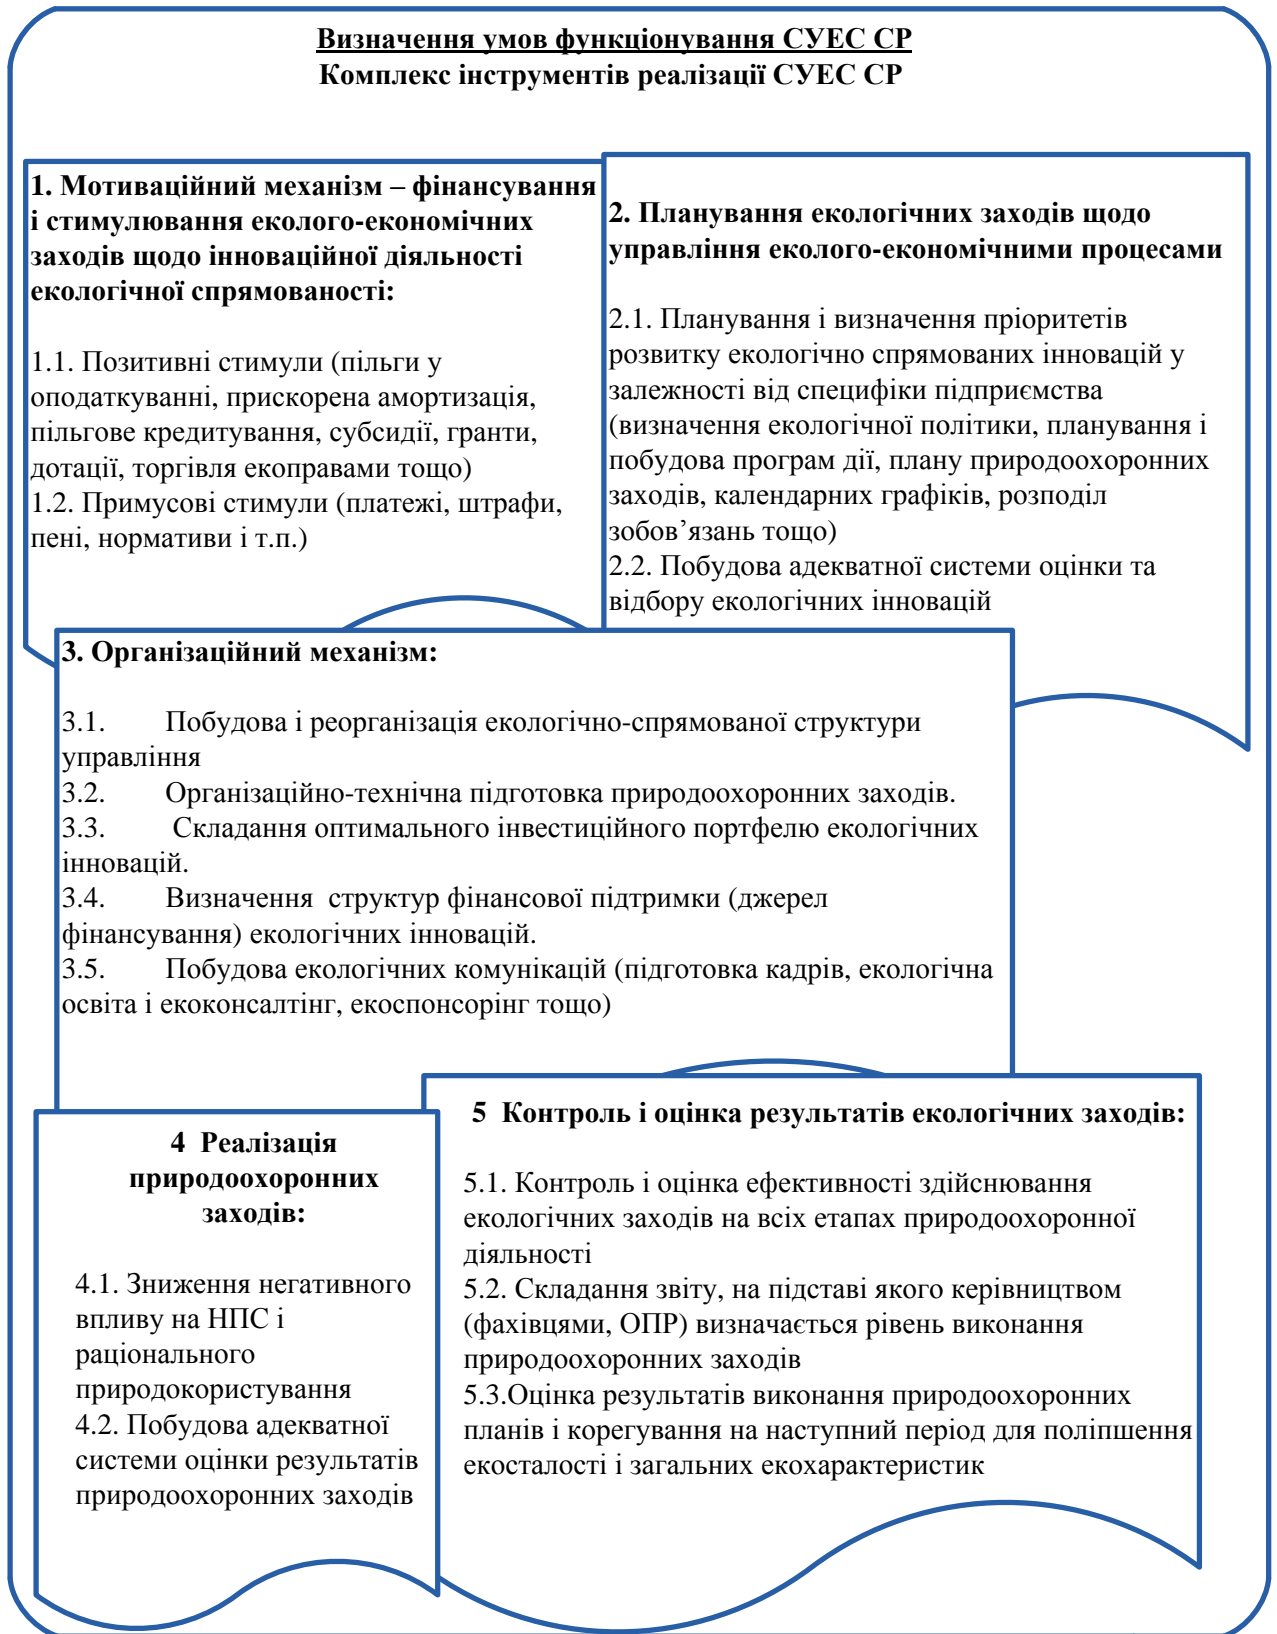 Визначення умов функціонування СУЕС СР
Комплекс інструментів реалізації СУЕС СР
1. Мотиваційний механізм – фінансування
і стимулювання еколого-економічних
заходів щодо інноваційної діяльності
екологічної спрямованості:
1.1. Позитивні стимули (пільги у
оподаткуванні, прискорена амортизація,
пільгове кредитування, субсидії, гранти,
дотації, торгівля екоправами тощо)
1.2. Примусові стимули (платежі, штрафи,
пені, нормативи і т.п.)
2. Планування екологічних заходів щодо
управління еколого-економічними процесами
2.1. Планування і визначення пріоритетів
розвитку екологічно спрямованих інновацій у
залежності від специфіки підприємства
(визначення екологічної політики, планування і
побудова програм дії, плану природоохоронних
заходів, календарних графіків, розподіл
зобов’язань тощо)
2.2. Побудова адекватної системи оцінки та
відбору екологічних інновацій
3. Організаційний механізм:
3.1. Побудова і реорганізація екологічно-спрямованої структури
управління
3.2. Організаційно-технічна підготовка природоохоронних заходів.
3.3. Складання оптимального інвестиційного портфелю екологічних
інновацій.
3.4. Визначення структур фінансової підтримки (джерел
фінансування) екологічних інновацій.
3.5. Побудова екологічних комунікацій (підготовка кадрів, екологічна
освіта і екоконсалтінг, екоспонсорінг тощо)
4 Реалізація
природоохоронних
заходів:
4.1. Зниження негативного
впливу на НПС і
раціонального
природокористування
4.2. Побудова адекватної
системи оцінки результатів
природоохоронних заходів
5 Контроль і оцінка результатів екологічних заходів:
5.1. Контроль і оцінка ефективності здійснювання
екологічних заходів на всіх етапах природоохоронної
діяльності
5.2. Складання звіту, на підставі якого керівництвом
(фахівцями, ОПР) визначається рівень виконання
природоохоронних заходів
5.3.Оцінка результатів виконання природоохоронних
планів і корегування на наступний період для поліпшення
екосталості і загальних екохарактеристик